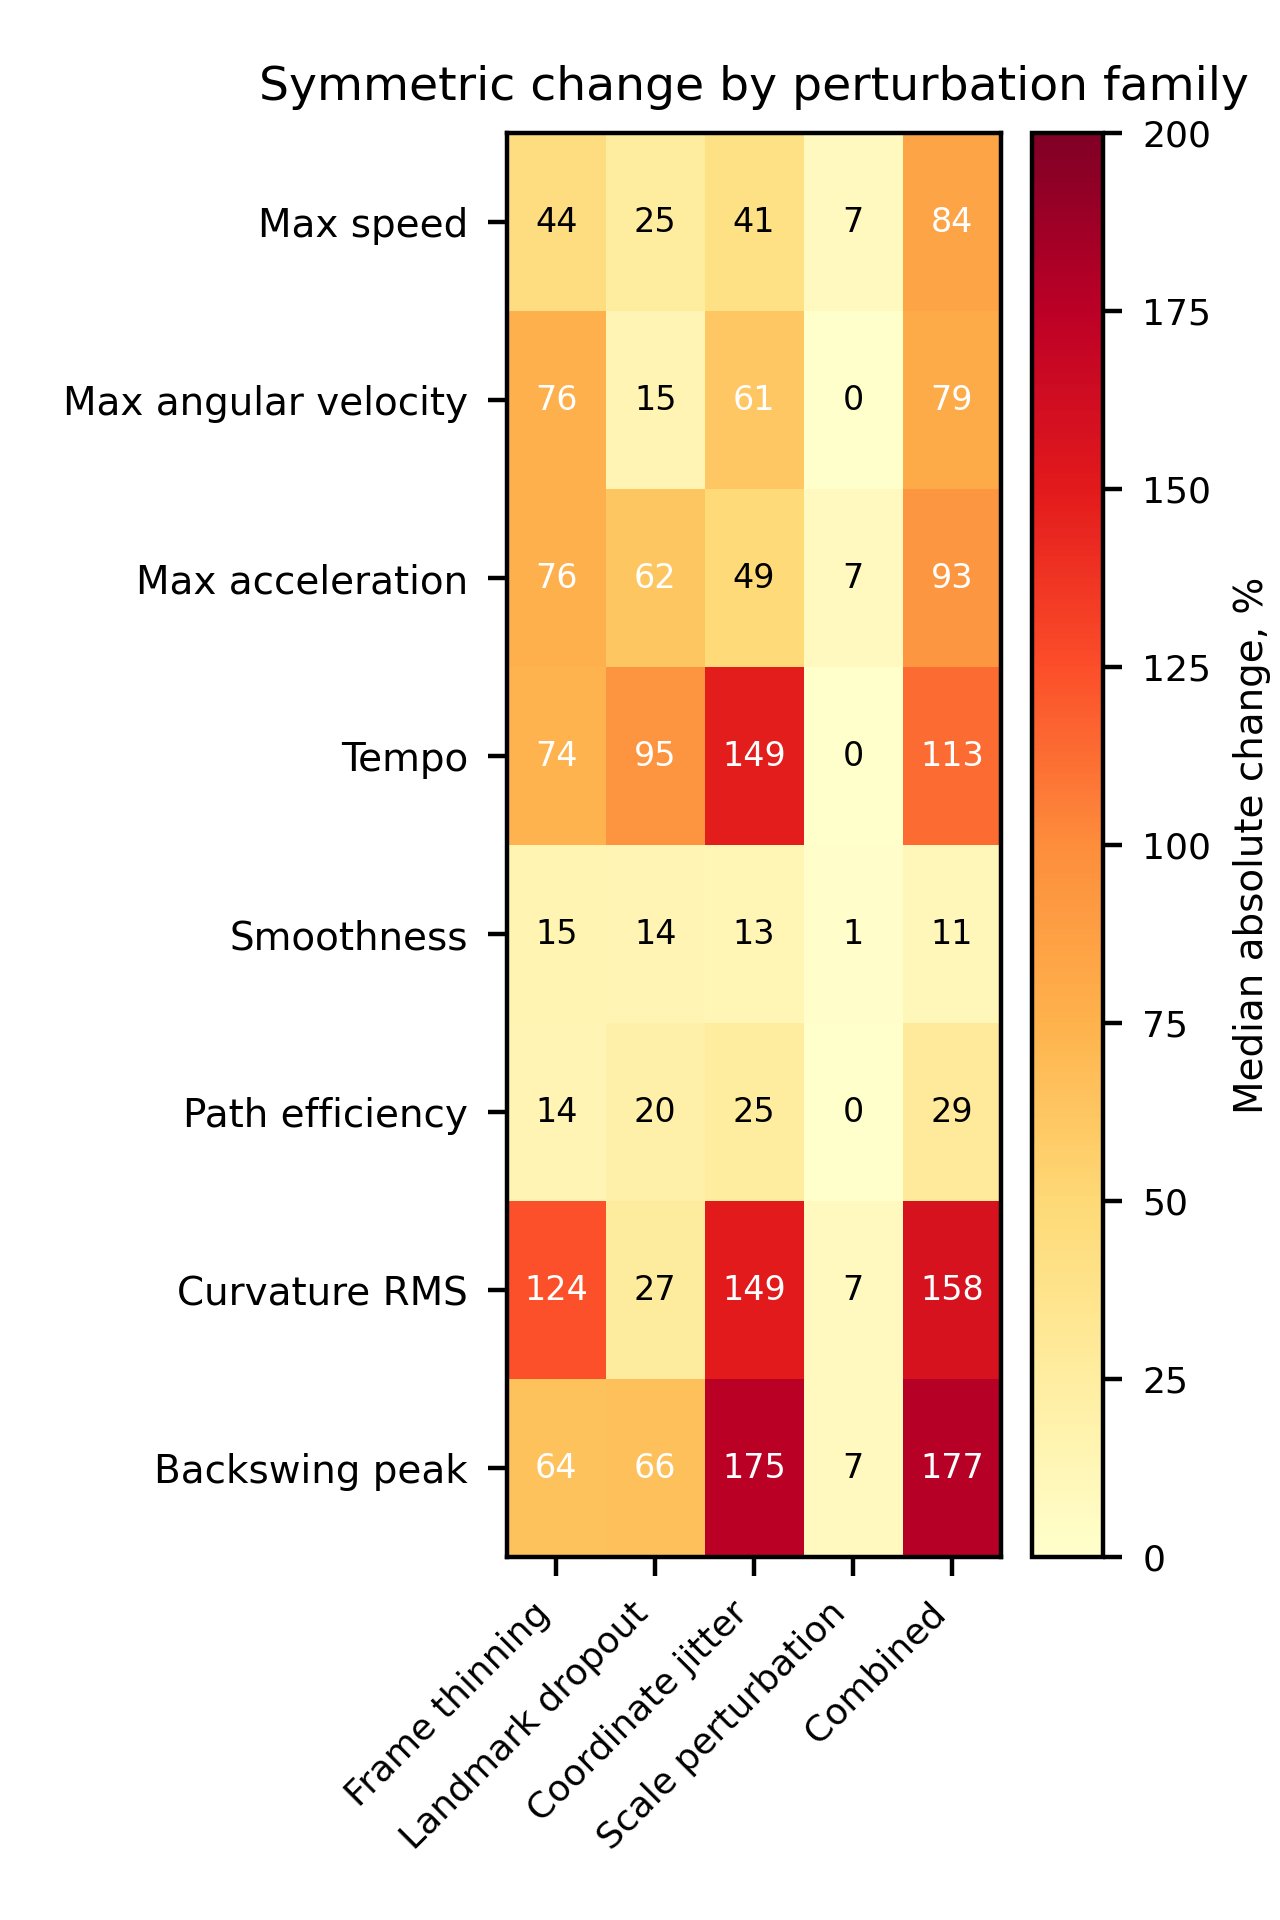 Symmetric change by perturbation family
Max speed 44 25 41 7 84
Max angular velocity 76 15 61 0 79
Max acceleration 76 62 49 7 93
Tempo 74 95 149 0 113
Smoothness 15 14 13 1 11
Path efficiency 14 20 25 0 29
Curvature RMS 124 27 149 7 158
Backswing peak 64 66 175 7 177
Frame thinning
Landmark dropout
Coordinate jitter
Scale perturbation
Combined
200
175
150
125
100
75
50
25
0
Median absolute change, %